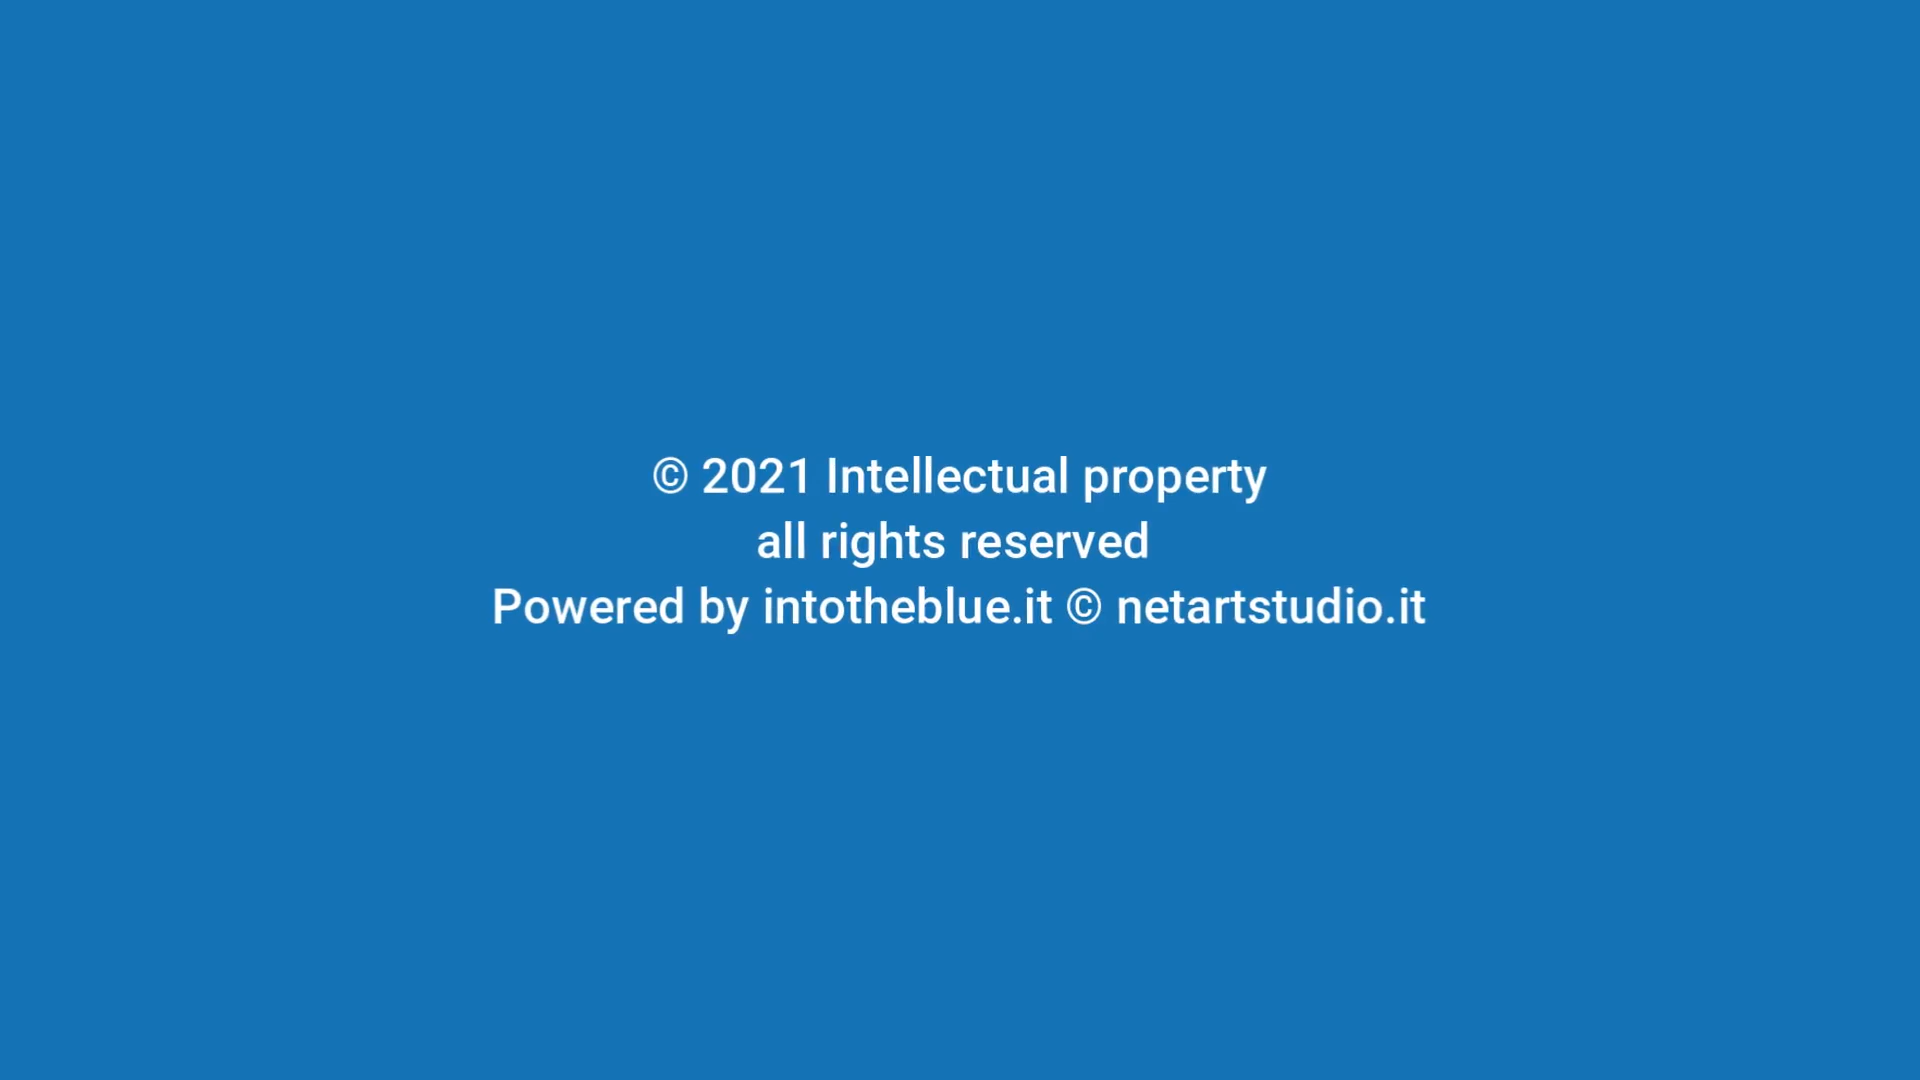 © 2021 Intellectual property
all rights reserved
Powered by intotheblue.it © netartstudio.it